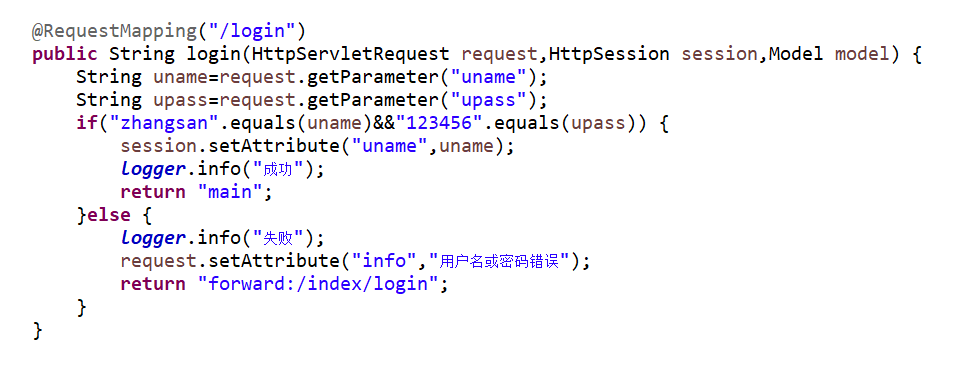 @RequestMapping("/login")
public String login(HttpServletRequest request,HttpSession session,Model model) {
    String uname=request.getParameter("uname");
    String upass=request.getParameter("upass");
    if("zhangsan".equals(uname)&&"123456".equals(upass)) {
        session.setAttribute("uname",uname);
        logger.info("成功");
        return "main";
    }else {
        logger.info("失败");
        request.setAttribute("info","用户名或密码错误");
        return "forward:/index/login";
    }
}